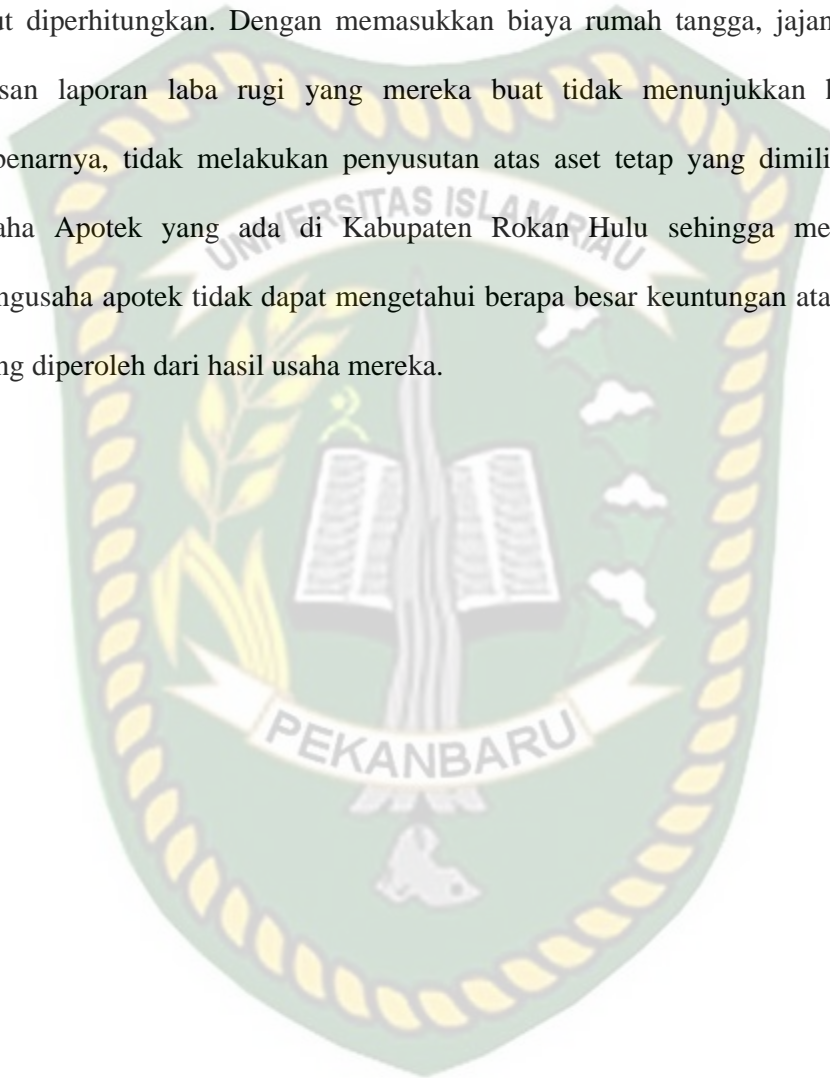 ut diperhitungkan. Dengan memasukkan biaya rumah tangga, jajan
san laporan laba rugi yang mereka buat tidak menunjukkan
benarnya, tidak melakukan penyusutan atas aset tetap yang dimili
aha Apotek yang ada di Kabupaten Rokan Hulu sehingga me
ngusaha apotek tidak dapat mengetahui berapa besar keuntungan ata
ng diperoleh dari hasil usaha mereka.
UNIVERSITAS ISLAM RIAU
PEKANBARU